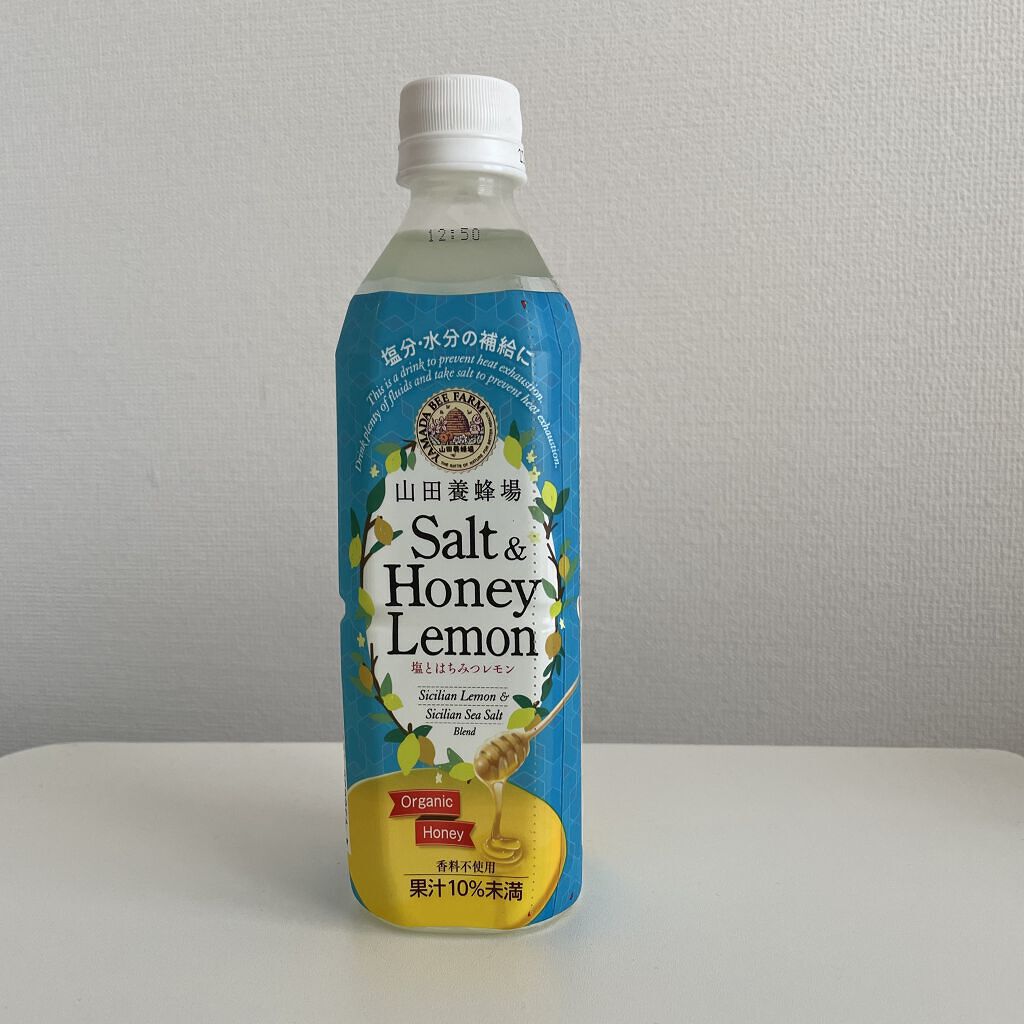 12:50
塩分・水分の補給に
This is a drink to prevent heat exhaustion.
Drink plenty of fluids and take salt to prevent heat exhaustion.
YAMADA BEE FARM
山田養蜂場
山田養蜂場
Salt &
Honey
Lemon
塩とはちみつレモン
Sicilian Lemon &
Sicilian Sea Salt
Blend
Organic
Honey
香料不使用
果汁10%未満